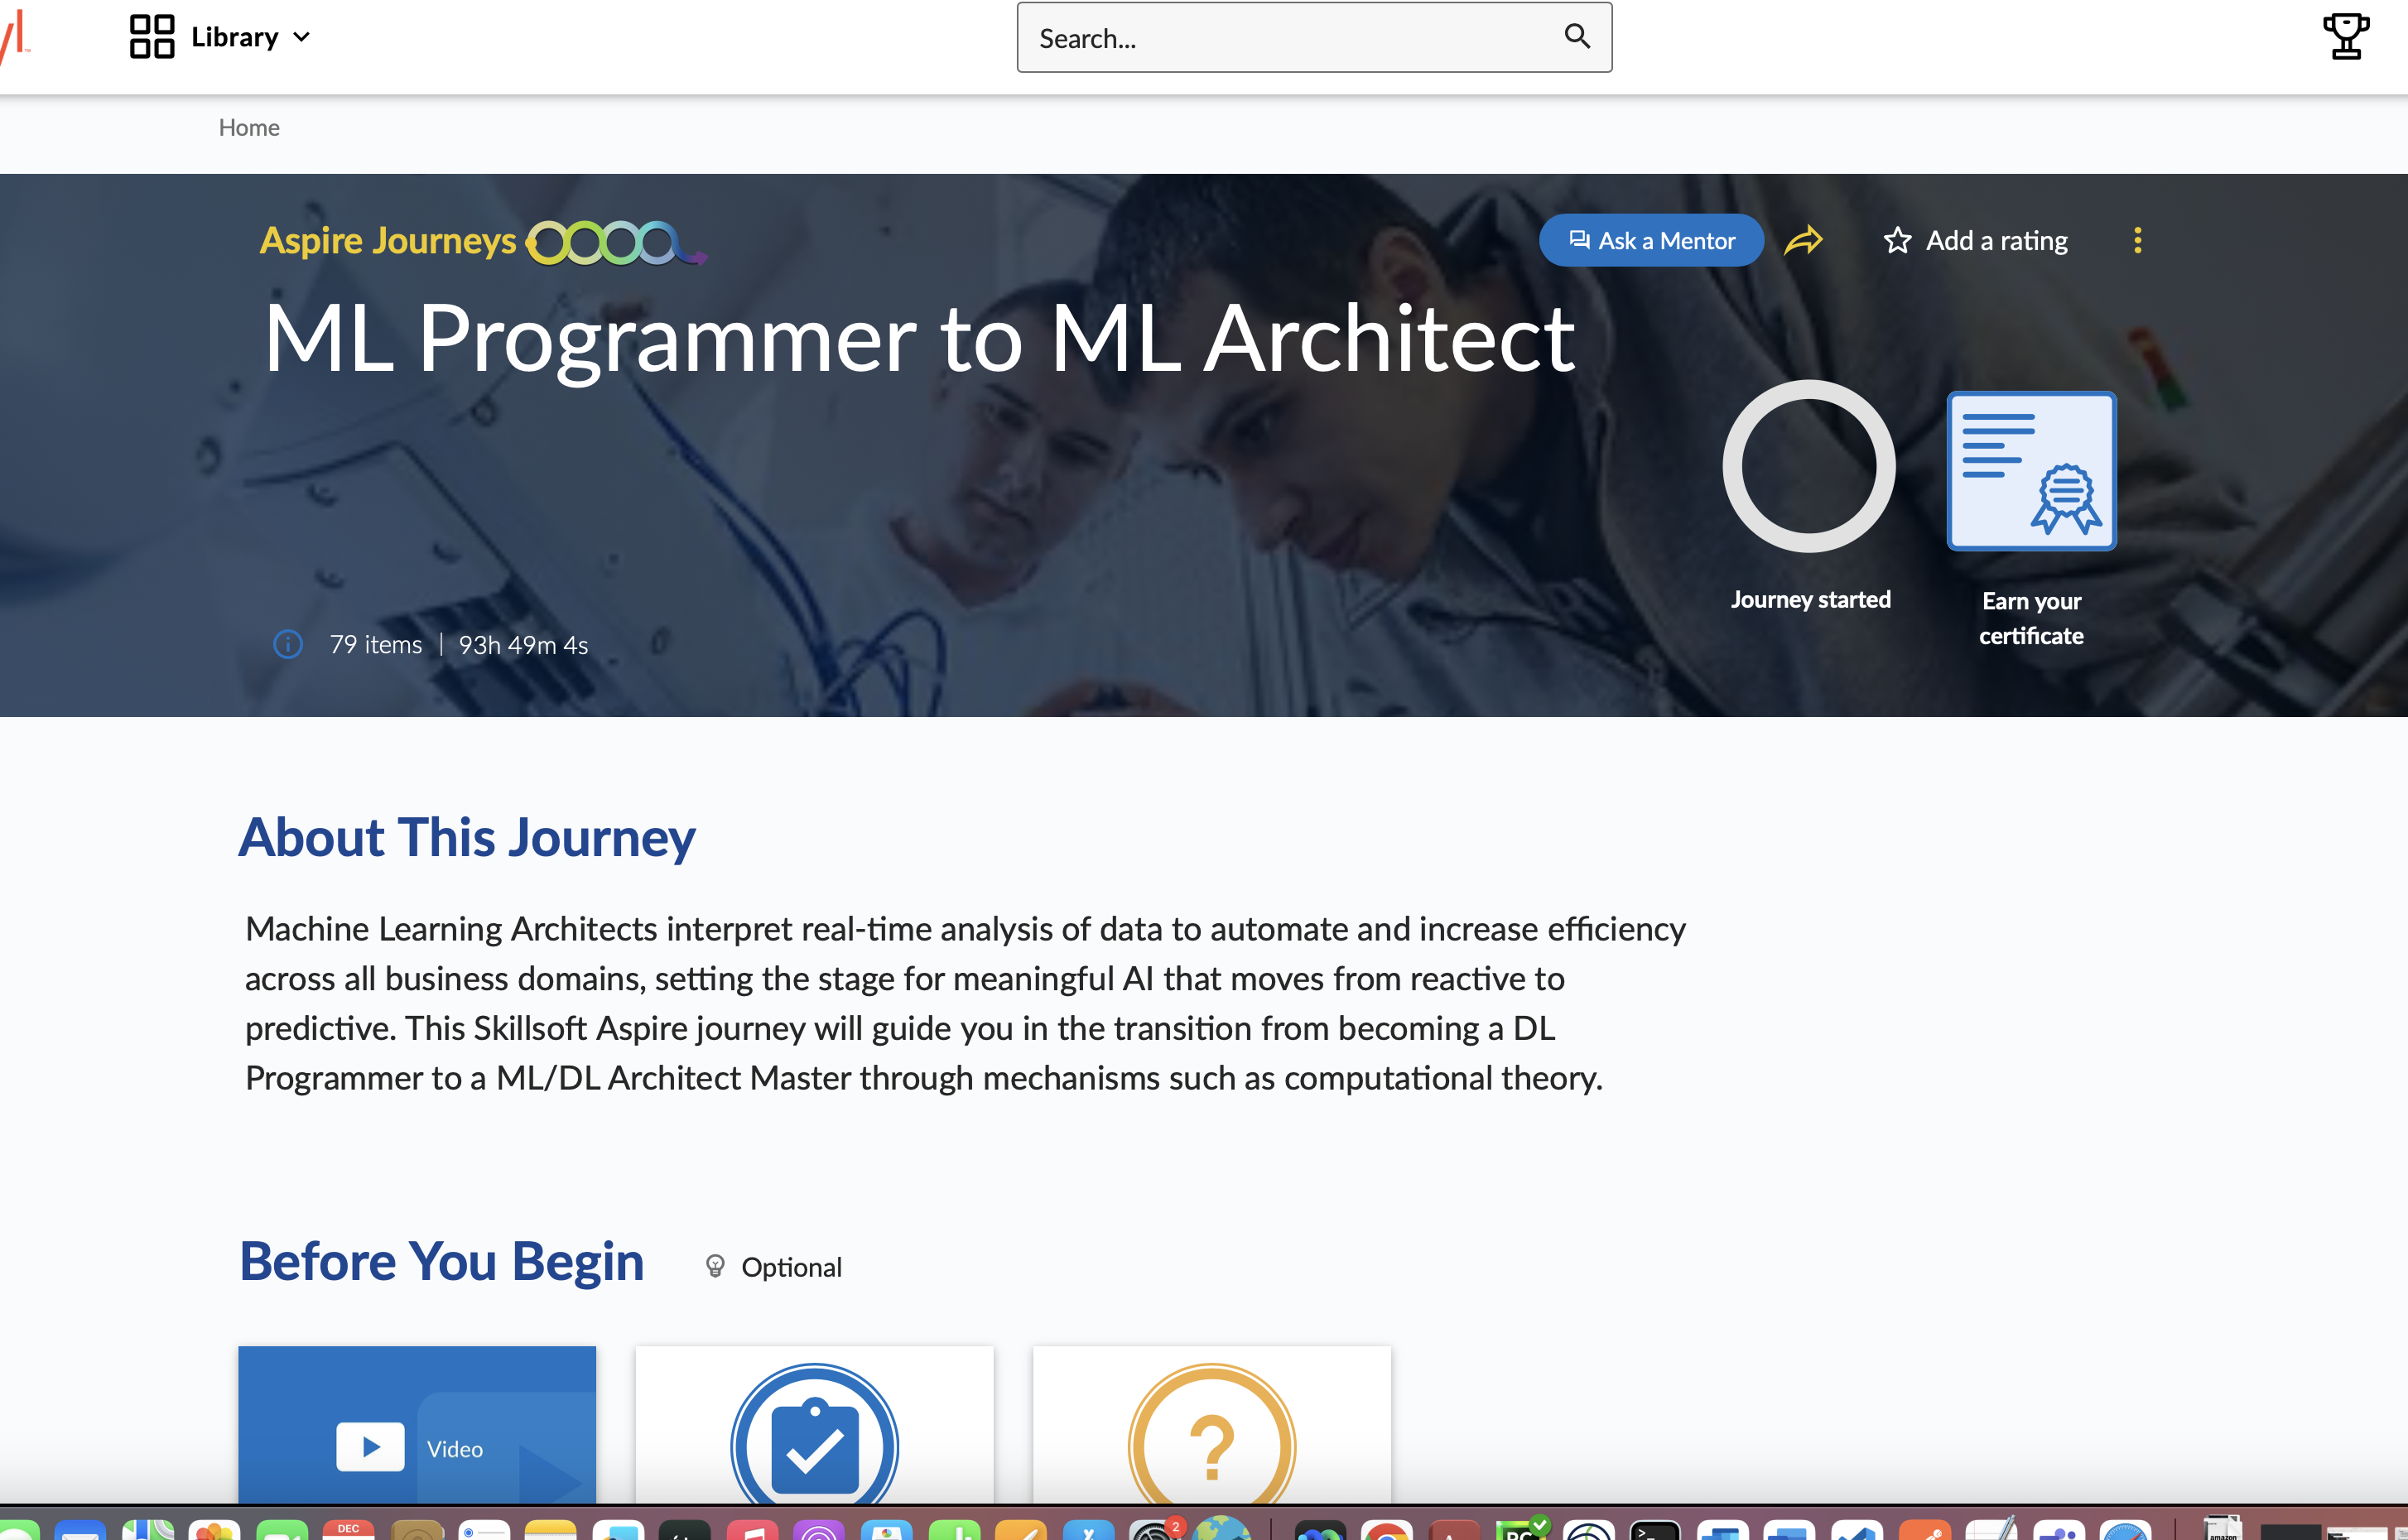 Library
Search...
Home
Aspire Journeys
Ask a Mentor
Add a rating
ML Programmer to ML Architect
Journey started
Earn your
certificate
79 items | 93h 49m 4s
About This Journey
Machine Learning Architects interpret real-time analysis of data to automate and increase efficiency
across all business domains, setting the stage for meaningful AI that moves from reactive to
predictive. This Skillsoft Aspire journey will guide you in the transition from becoming a DL
Programmer to a ML/DL Architect Master through mechanisms such as computational theory.
Before You Begin
Optional
Video
?
DEC
2
amazon